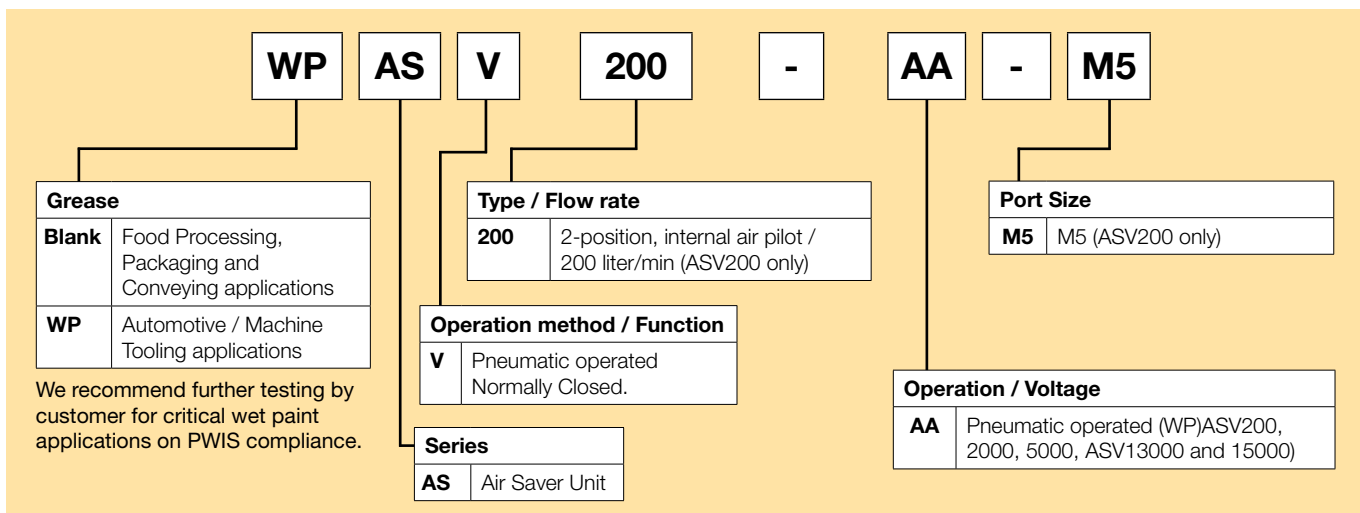 WP AS V 200 - AA - M5
Grease
Blank Food Processing,
Packaging and
Conveying applications
WP Automotive / Machine
Tooling applications
We recommend further testing by
customer for critical wet paint
applications on PWIS compliance.
Series
AS Air Saver Unit
Operation method / Function
V Pneumatic operated
Normally Closed.
Type / Flow rate
200 2-position, internal air pilot /
200 liter/min (ASV200 only)
Operation / Voltage
AA Pneumatic operated (WP)ASV200,
2000, 5000, ASV13000 and 15000)
Port Size
M5 M5 (ASV200 only)